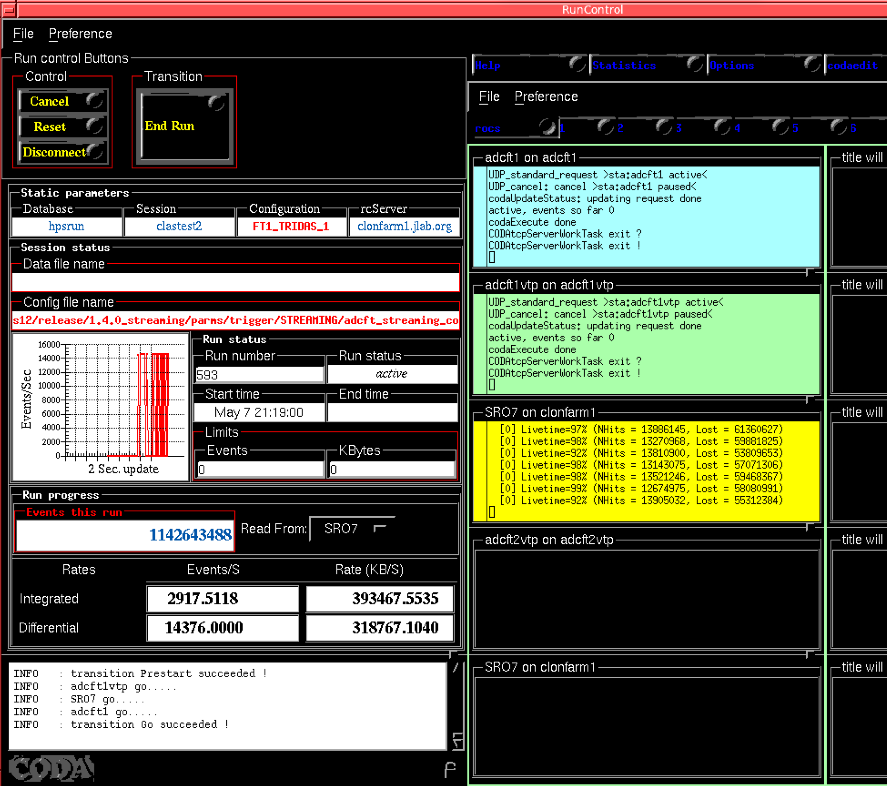 RunControl
File Preference
Run control Buttons
Control
Cancel
Reset
Disconnect
Transition
End Run
Static parameters
Database Session Configuration rcServer
hpsrun clastest2 FT1_TRIDAS_1 clonfarm1.jlab.org
Session status
Data file name
Config file name
s12/release/1.4.0_streaming/parms/trigger/STREAMING/adcft_streaming_co
Events/Sec
16000
14000
12000
10000
8000
6000
4000
2000
0
2 Sec. update
Run status
Run number Run status
593 active
Start time End time
May 7 21:19:00
Limits
Events KBytes
0 0
Run progress
Events this run
1142643488
Read From: SRO7
Rates Events/S Rate (KB/S)
Integrated 2917.5118 393467.5535
Differential 14376.0000 318767.1040
INFO : transition Prestart succeeded !
INFO : adcft1vtp go.....
INFO : SRO7 go.....
INFO : adcft1 go.....
INFO : transition Go succeeded !
CODA
Help Statistics Options codaedit
File Preference
rocs 1 2 3 4 5 6
adcft1 on adcft1
UDP_standard_request >sta:adcft1 active<
UDP_cancel: cancel >sta:adcft1 paused<
codaUpdateStatus: updating request done
active, events so far 0
codaExecute done
CODAtcpServerWorkTask exit ?
CODAtcpServerWorkTask exit !
title will
adcft1vtp on adcft1vtp
UDP_standard_request >sta:adcft1vtp active<
UDP_cancel: cancel >sta:adcft1vtp paused<
codaUpdateStatus: updating request done
active, events so far 0
codaExecute done
CODAtcpServerWorkTask exit ?
CODAtcpServerWorkTask exit !
title will
SRO7 on clonfarm1
[0] Livetime=97% (NHits = 13886145, Lost = 61360627)
[0] Livetime=98% (NHits = 13270968, Lost = 59881825)
[0] Livetime=92% (NHits = 13810900, Lost = 53809653)
[0] Livetime=98% (NHits = 13143075, Lost = 57071306)
[0] Livetime=98% (NHits = 13521246, Lost = 59468367)
[0] Livetime=99% (NHits = 12674975, Lost = 58080991)
[0] Livetime=92% (NHits = 13905032, Lost = 55312384)
title will
adcft2vtp on adcft2vtp
title will
SRO7 on clonfarm1
title will